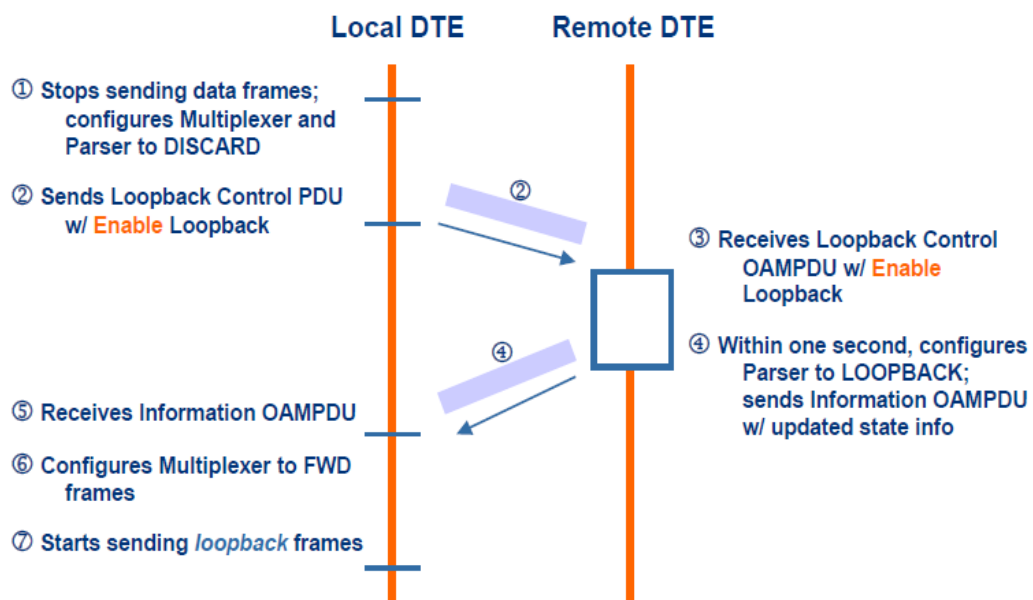 Local DTE
Remote DTE
① Stops sending data frames;
configures Multiplexer and
Parser to DISCARD
② Sends Loopback Control PDU
w/ Enable Loopback
②
③ Receives Loopback Control
OAMPDU w/ Enable
Loopback
④ Within one second, configures
Parser to LOOPBACK;
sends Information OAMPDU
w/ updated state info
④
⑤ Receives Information OAMPDU
⑥ Configures Multiplexer to FWD
frames
⑦ Starts sending loopback frames